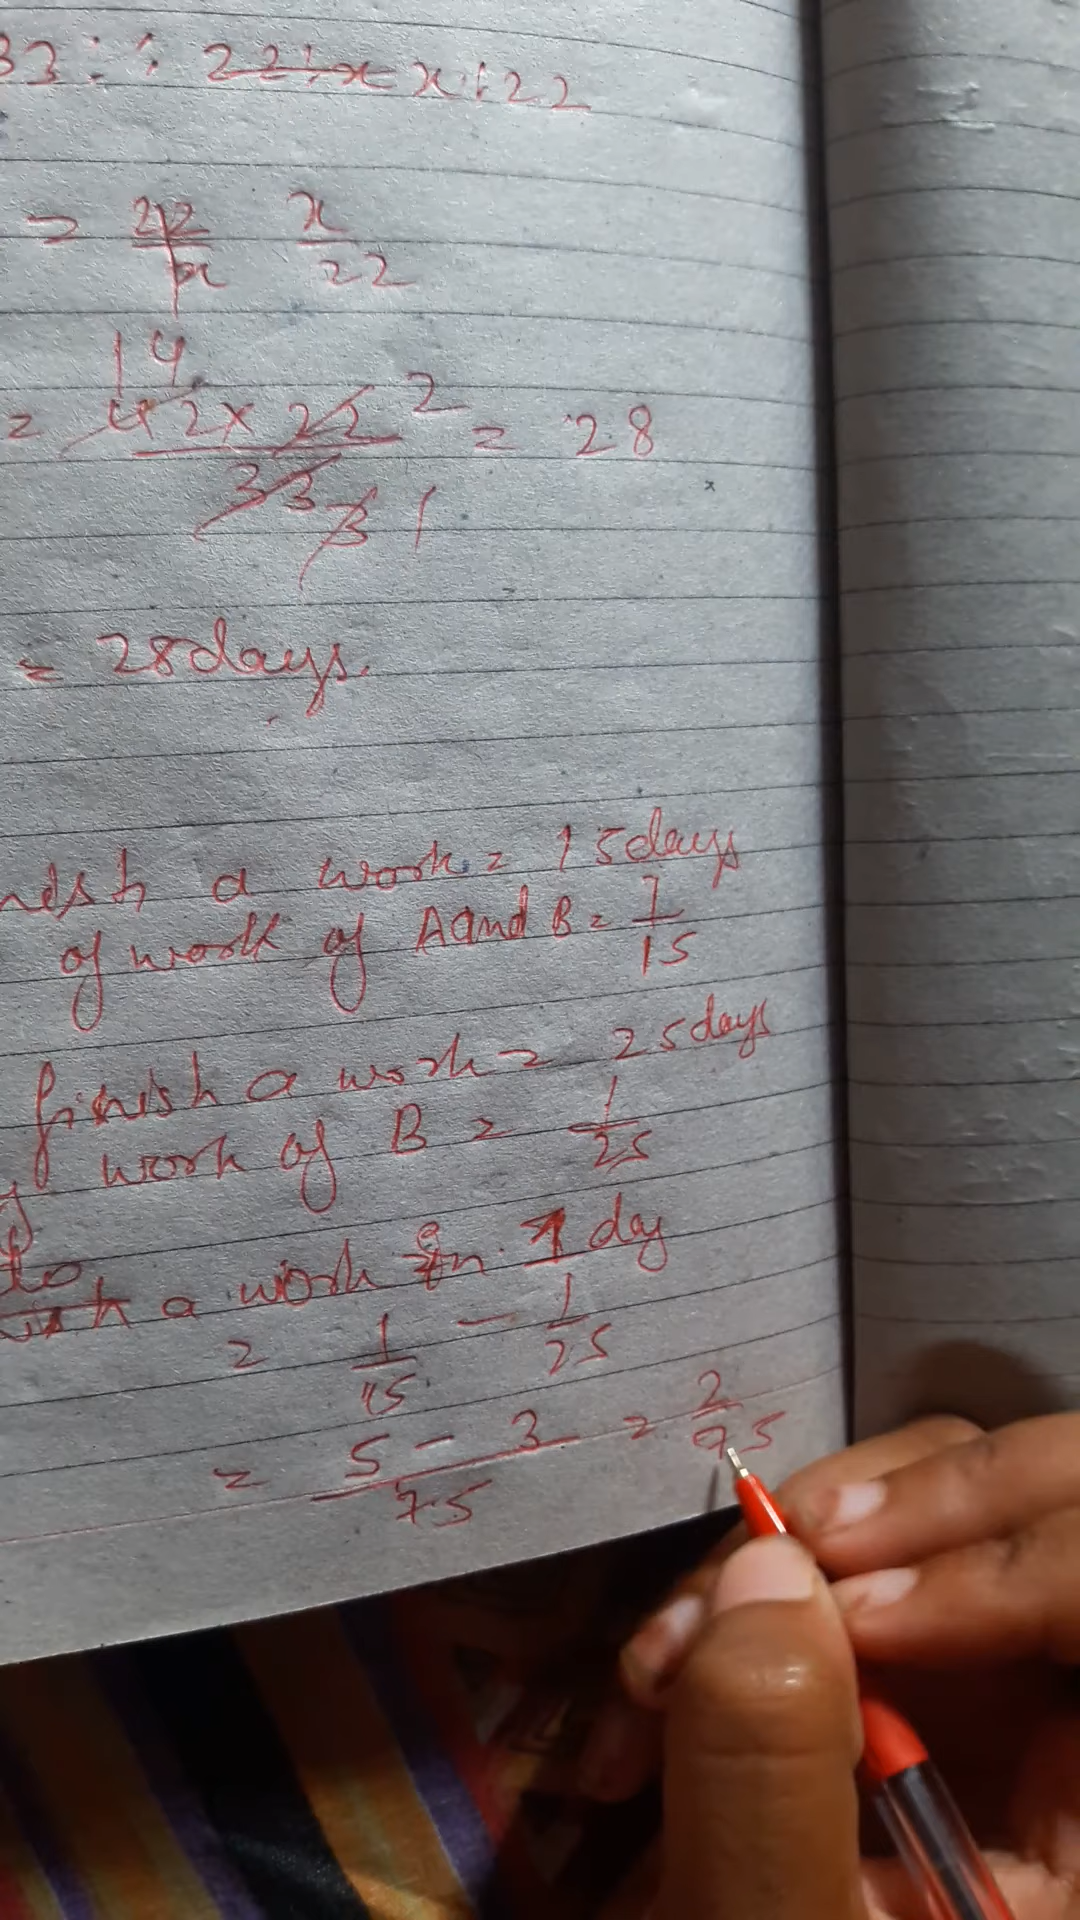 33 : : 22 : x x : 22
=> 22/x x/22
14
= 42 x 22 2 = 28
33 3 1
= 28 days.
a work = 15 days
of work of A and B = 1/15
finish a work = 25 days
work of B = 1/25
to
a work in 1 day
= 1/15 - 1/25
= 5 - 3 / 75 = 2/75